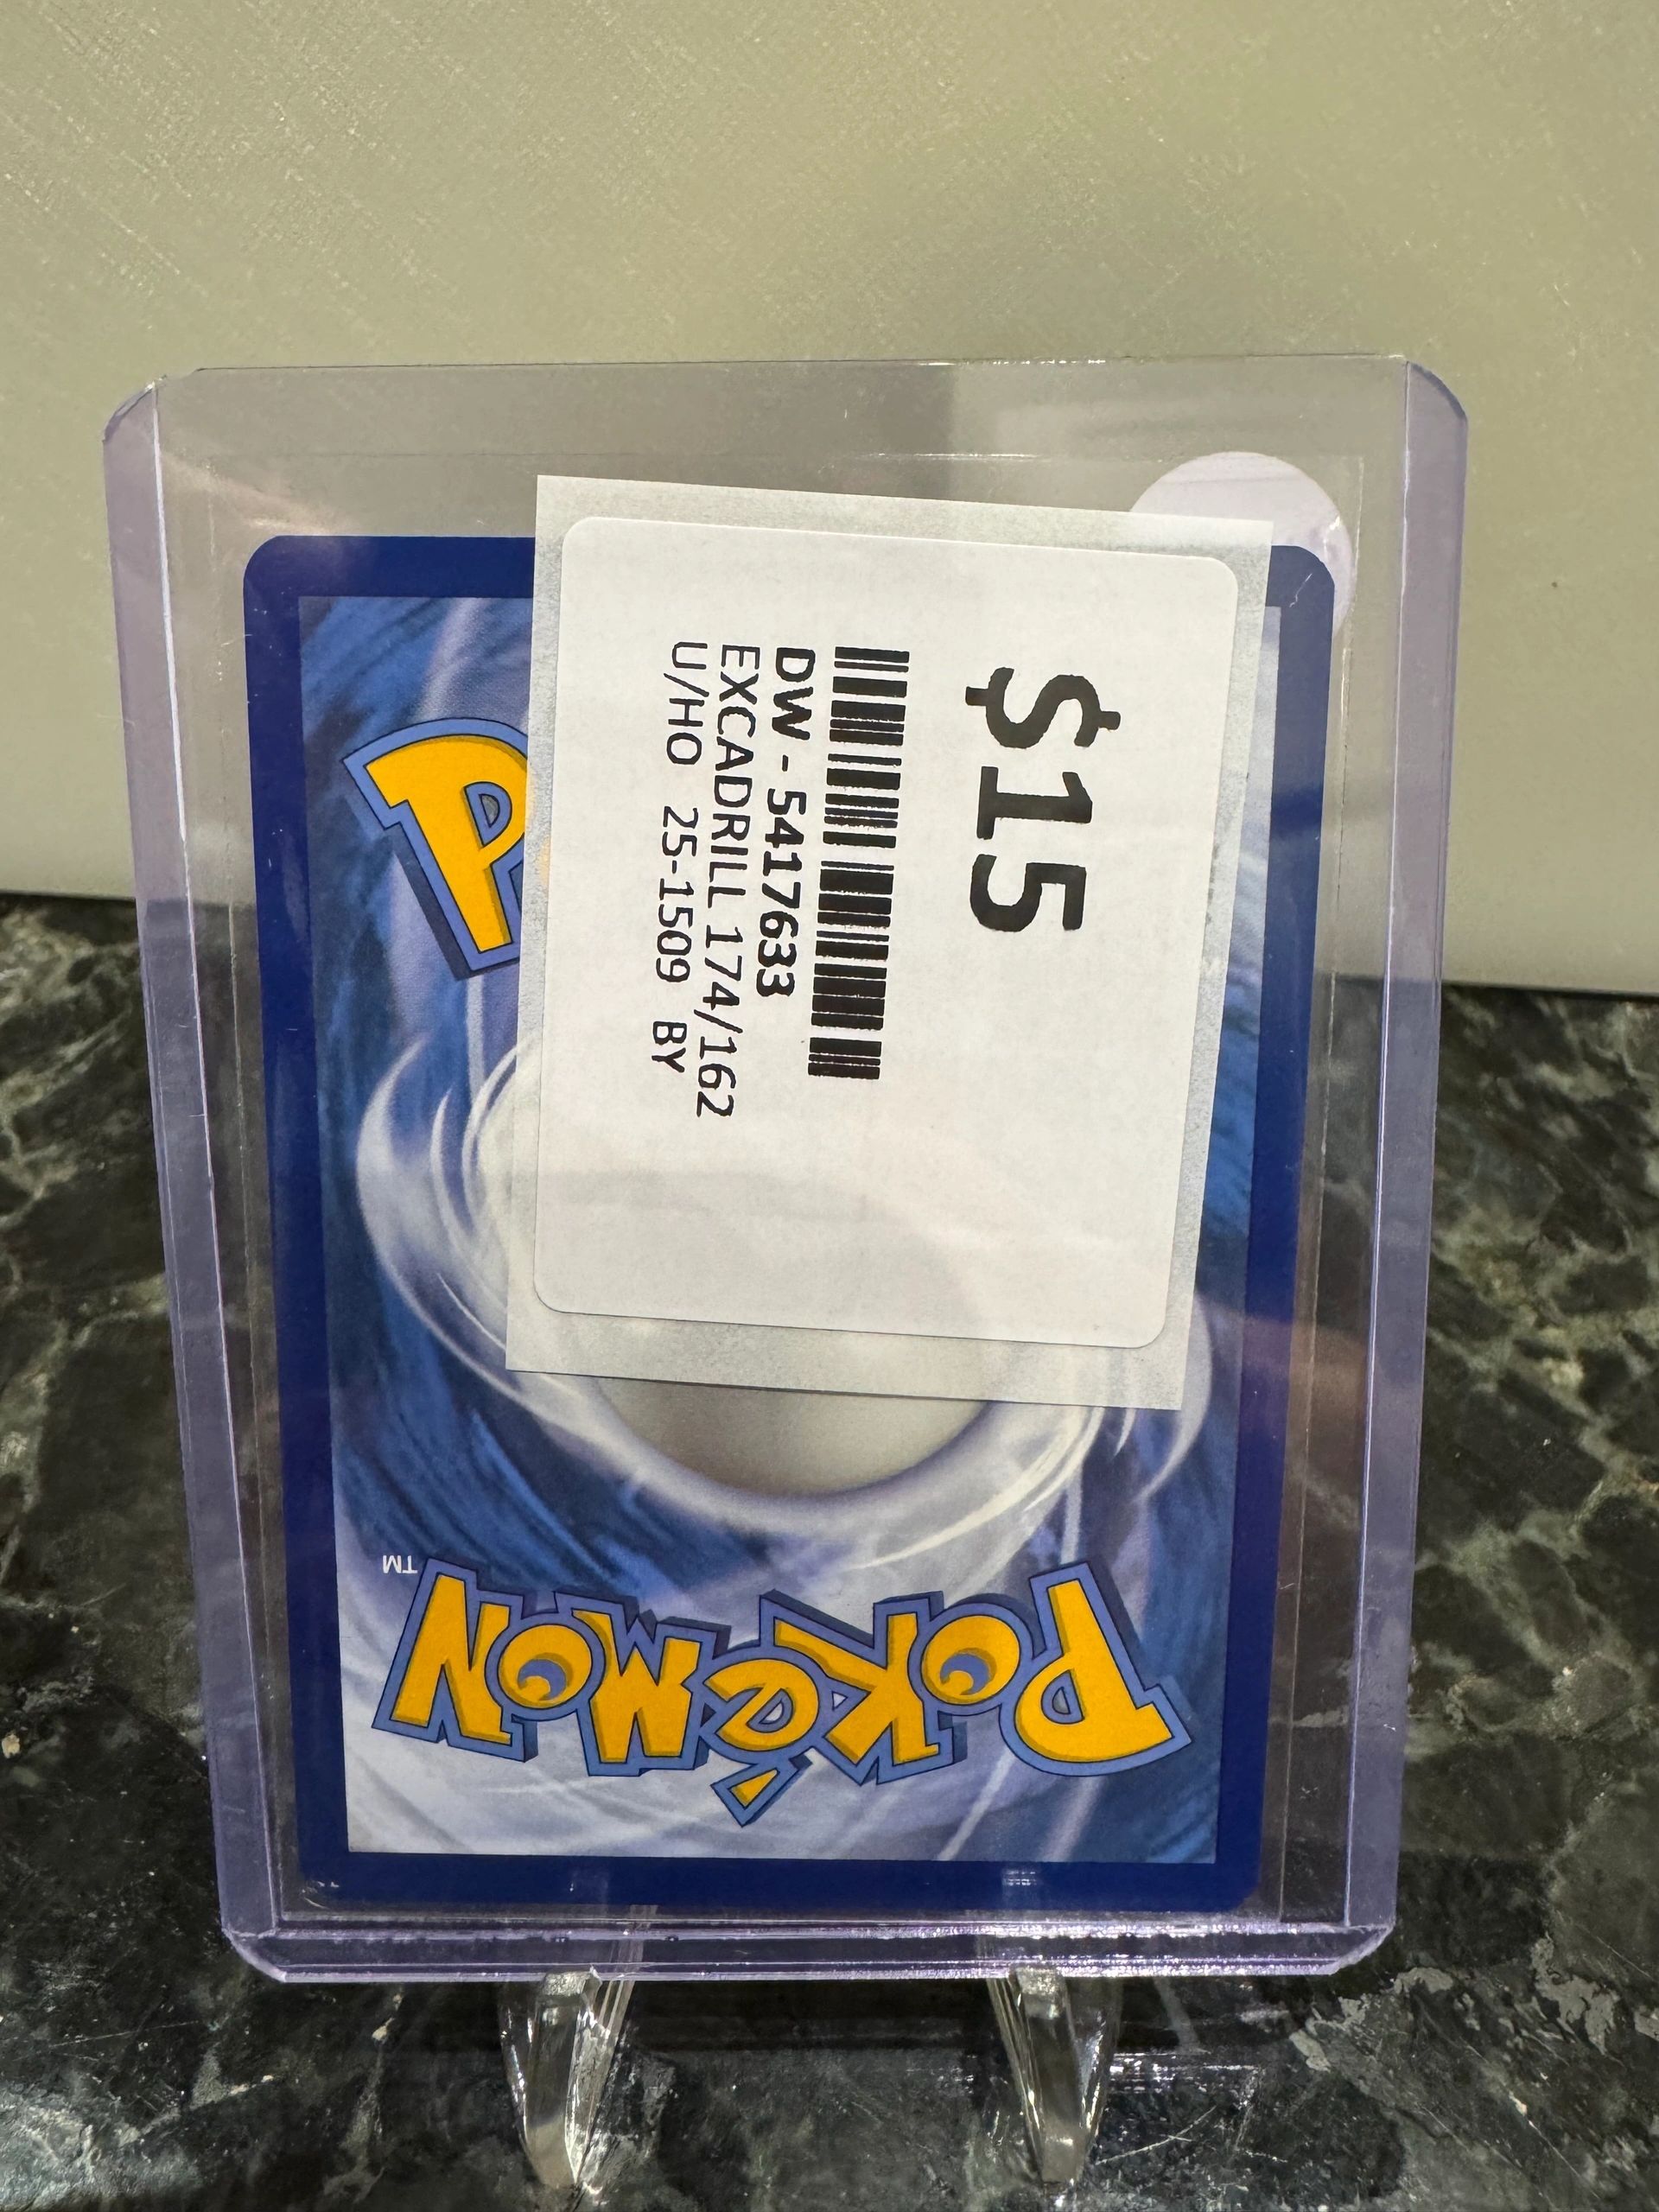 $15
DW - 5417633
EXCADRILL 174/162
U/HO 25-1509 BY
P
POKéMON
TM